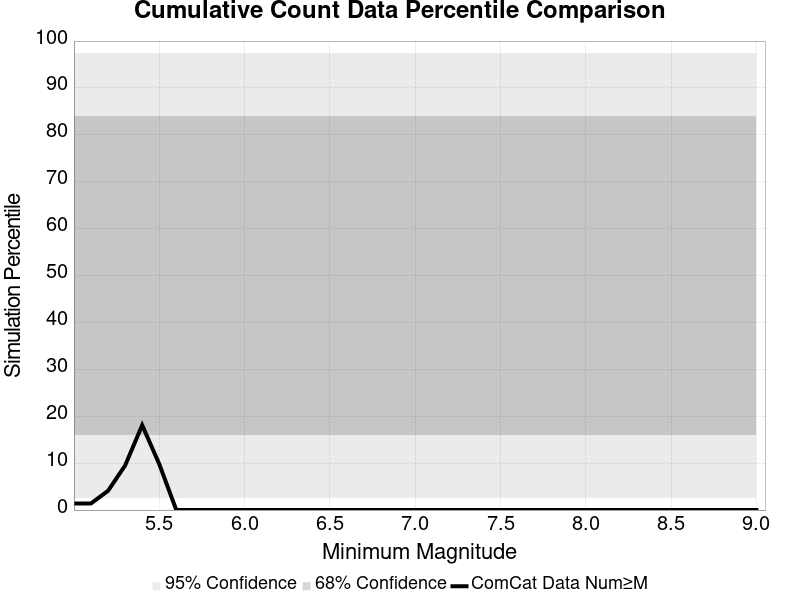 Cumulative Count Data Percentile Comparison
100
90
80
70
60
50
40
30
20
10
0
Simulation Percentile
5.5 6.0 6.5 7.0 7.5 8.0 8.5 9.0
Minimum Magnitude
95% Confidence 68% Confidence ComCat Data Num≥M